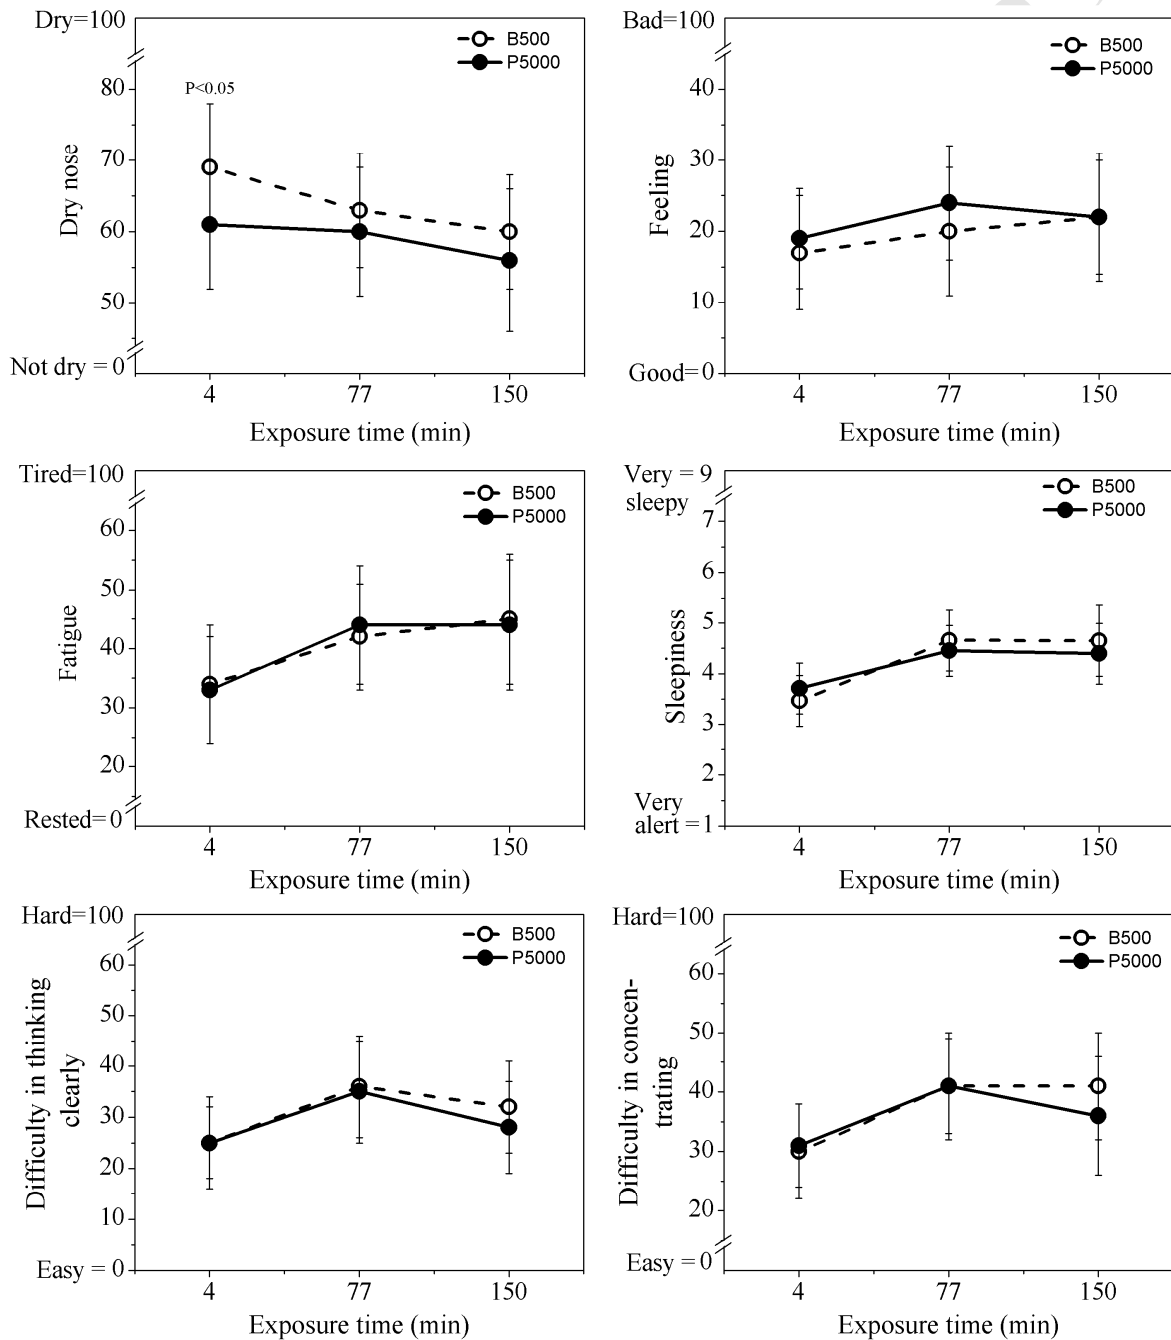 Dry=100
B500
P5000
80
P<0.05
70
60
50
Dry nose
Not dry = 0
4
77
150
Exposure time (min)
Bad=100
B500
P5000
40
30
20
10
Feeling
Good= 0
4
77
150
Exposure time (min)
Tired=100
B500
P5000
60
50
40
30
20
Fatigue
Rested= 0
4
77
150
Exposure time (min)
Very = 9
sleepy
B500
P5000
7
6
5
4
3
2
Sleepiness
Very
alert = 1
4
77
150
Exposure time (min)
Hard=100
B500
P5000
60
50
40
30
20
10
Difficulty in thinking
clearly
Easy = 0
4
77
150
Exposure time (min)
Hard=100
B500
P5000
60
50
40
30
20
Difficulty in concen-
trating
Easy = 0
4
77
150
Exposure time (min)